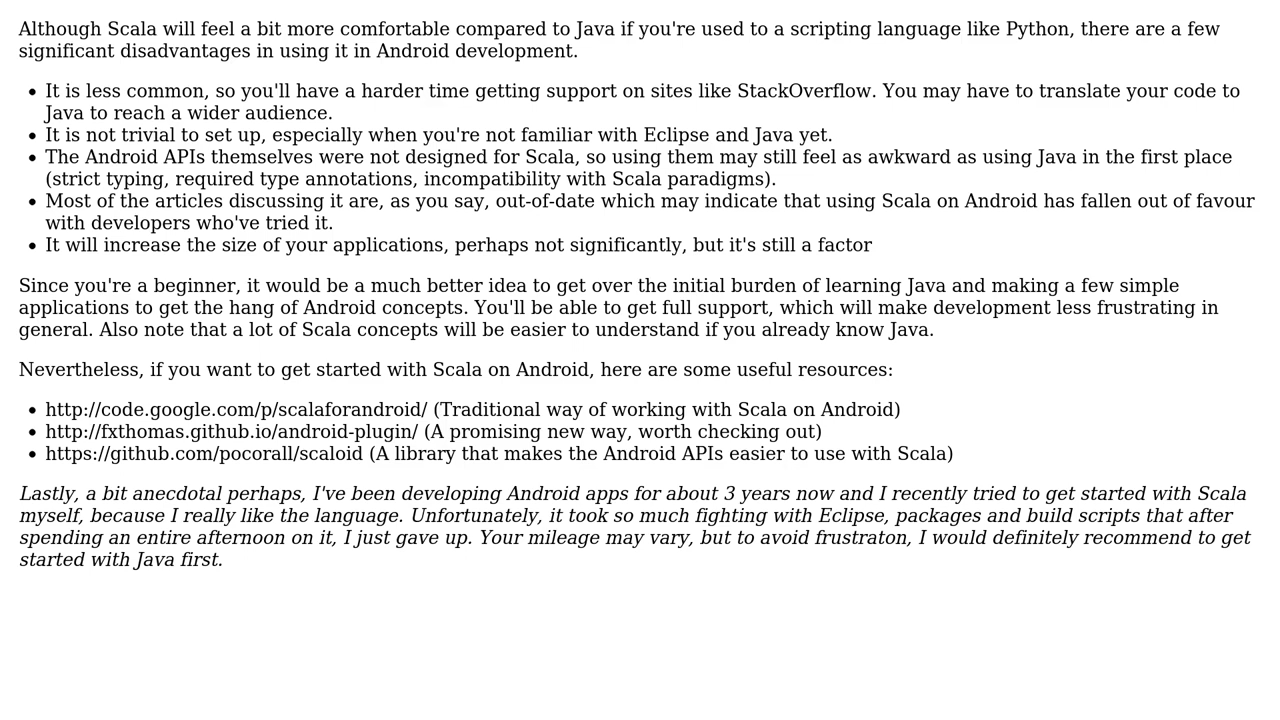 Although Scala will feel a bit more comfortable compared to Java if you're used to a scripting language like Python, there are a few
significant disadvantages in using it in Android development.
It is less common, so you'll have a harder time getting support on sites like StackOverflow. You may have to translate your code to
Java to reach a wider audience.
It is not trivial to set up, especially when you're not familiar with Eclipse and Java yet.
The Android APIs themselves were not designed for Scala, so using them may still feel as awkward as using Java in the first place
(strict typing, required type annotations, incompatibility with Scala paradigms).
Most of the articles discussing it are, as you say, out-of-date which may indicate that using Scala on Android has fallen out of favour
with developers who've tried it.
It will increase the size of your applications, perhaps not significantly, but it's still a factor
Since you're a beginner, it would be a much better idea to get over the initial burden of learning Java and making a few simple
applications to get the hang of Android concepts. You'll be able to get full support, which will make development less frustrating in
general. Also note that a lot of Scala concepts will be easier to understand if you already know Java.
Nevertheless, if you want to get started with Scala on Android, here are some useful resources:
http://code.google.com/p/scalaforandroid/ (Traditional way of working with Scala on Android)
http://fxthomas.github.io/android-plugin/ (A promising new way, worth checking out)
https://github.com/pocorall/scaloid (A library that makes the Android APIs easier to use with Scala)
Lastly, a bit anecdotal perhaps, I've been developing Android apps for about 3 years now and I recently tried to get started with Scala
myself, because I really like the language. Unfortunately, it took so much fighting with Eclipse, packages and build scripts that after
spending an entire afternoon on it, I just gave up. Your mileage may vary, but to avoid frustraton, I would definitely recommend to get
started with Java first.